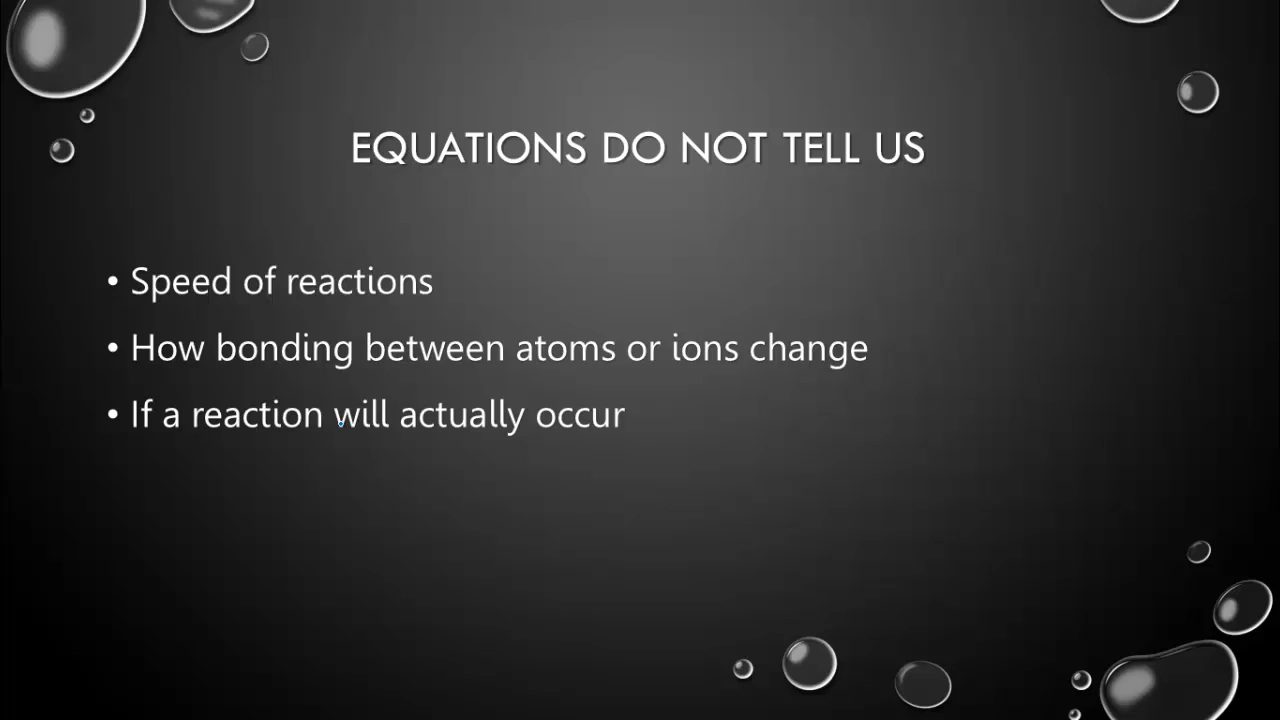 EQUATIONS DO NOT TELL US
• Speed of reactions
• How bonding between atoms or ions change
• If a reaction will actually occur